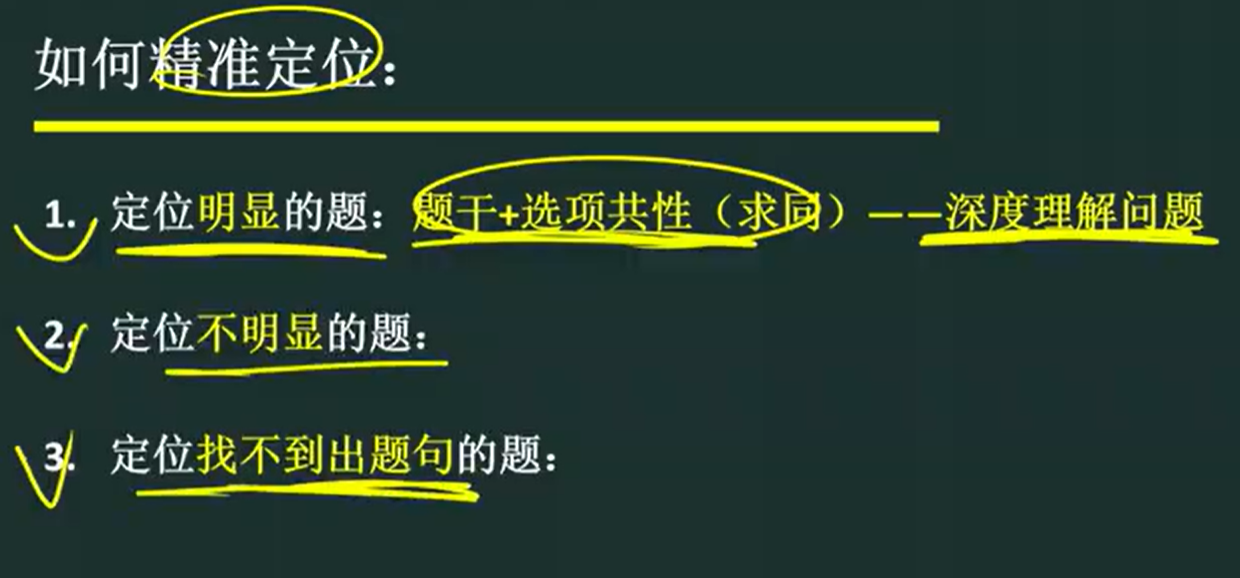 如何精准定位：
1. 定位明显的题：题干+选项共性（求同）——深度理解问题
2. 定位不明显的题：
3. 定位找不到出题句的题：